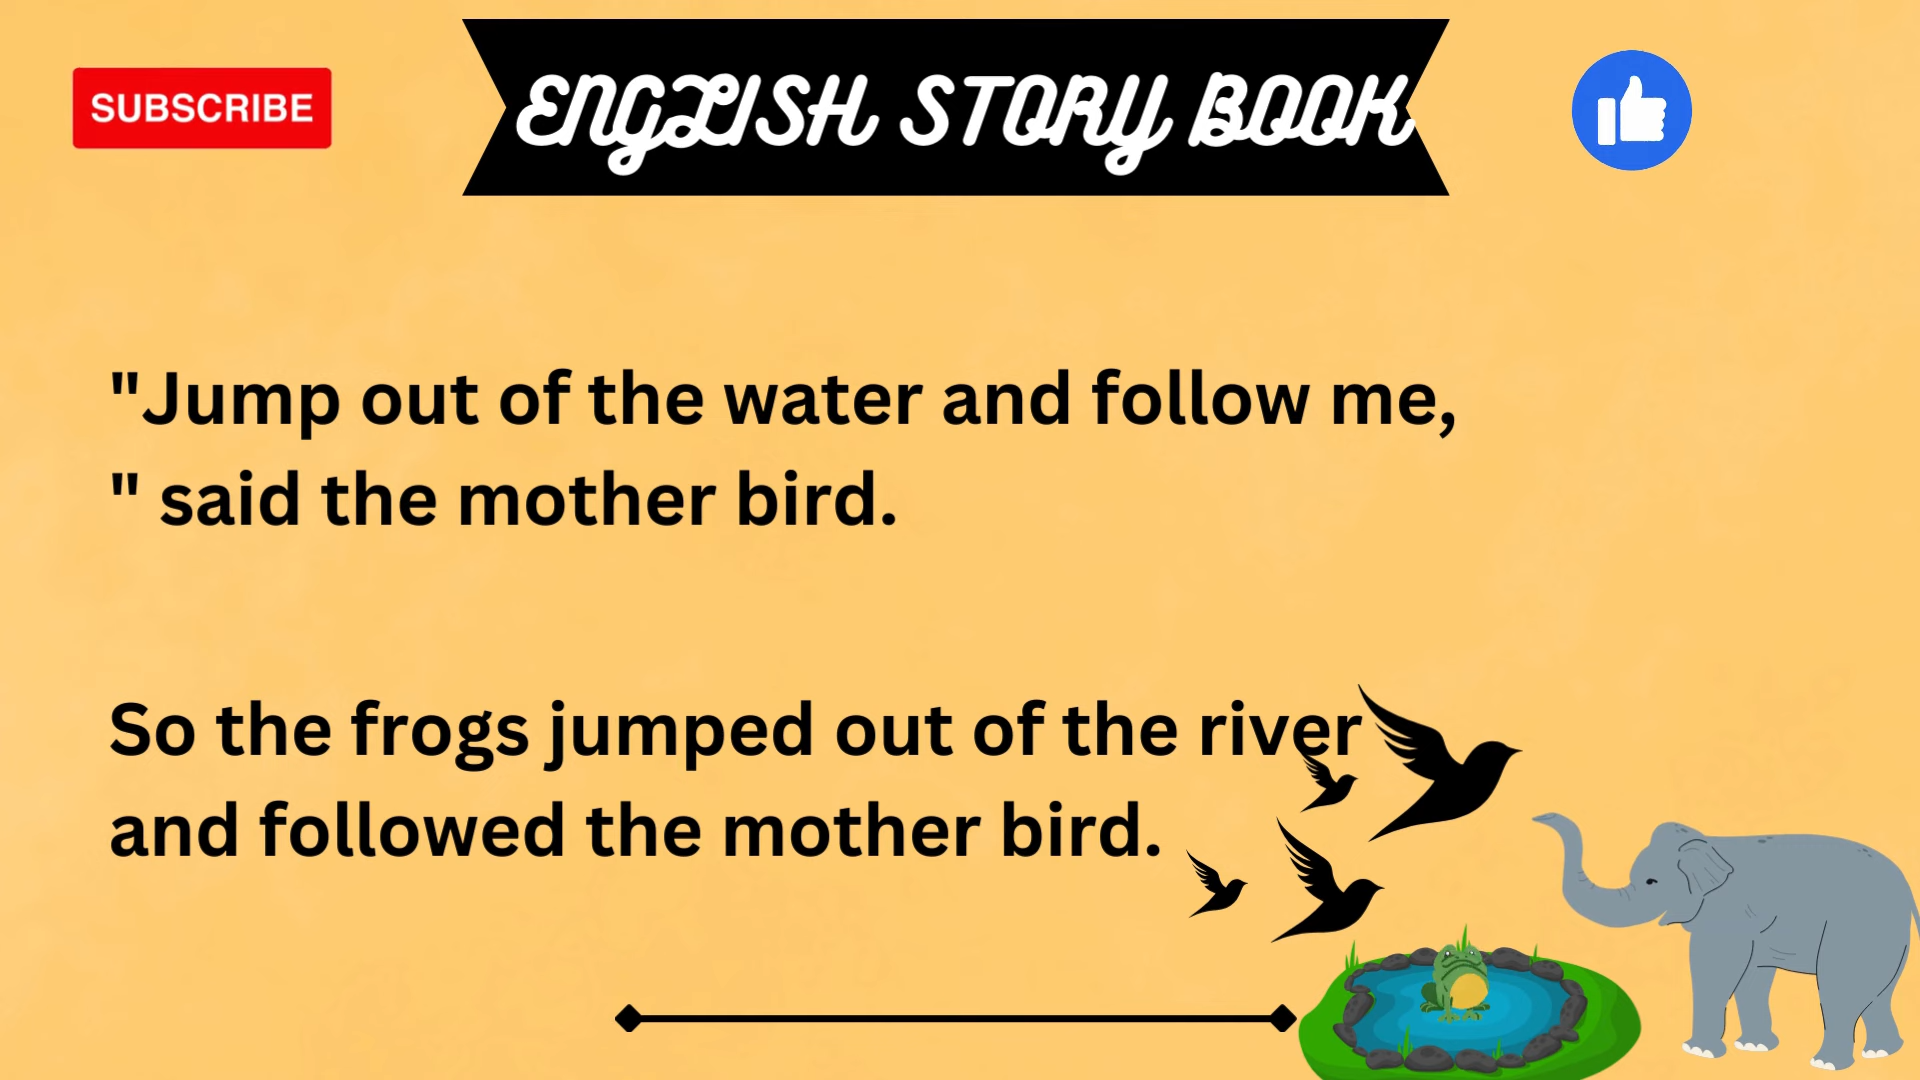 SUBSCRIBE
ENGLISH STORY BOOK
"Jump out of the water and follow me,
" said the mother bird.
So the frogs jumped out of the river
and followed the mother bird.